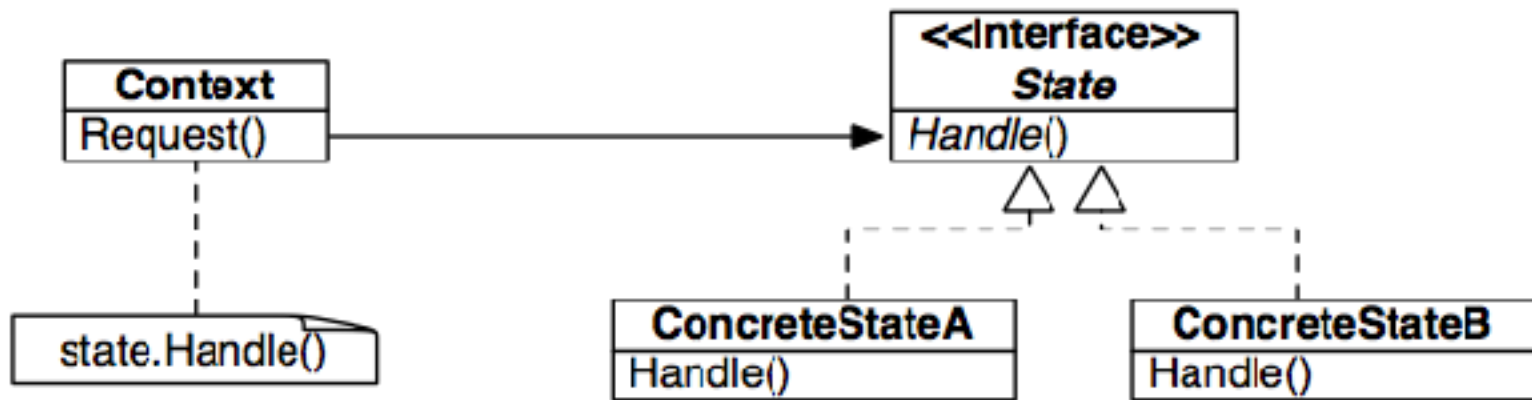 Context
Request()
state.Handle()
<<Interface>>
State
Handle()
ConcreteStateA
Handle()
ConcreteStateB
Handle()